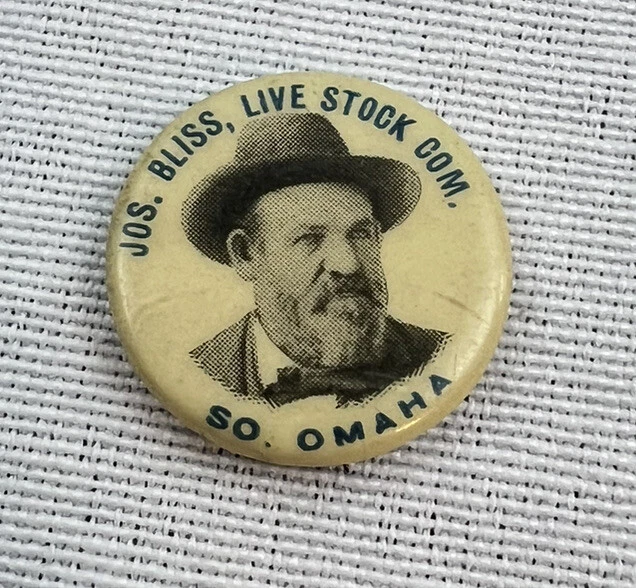 JOS. BLISS, LIVE STOCK COM.
SO. OMAHA